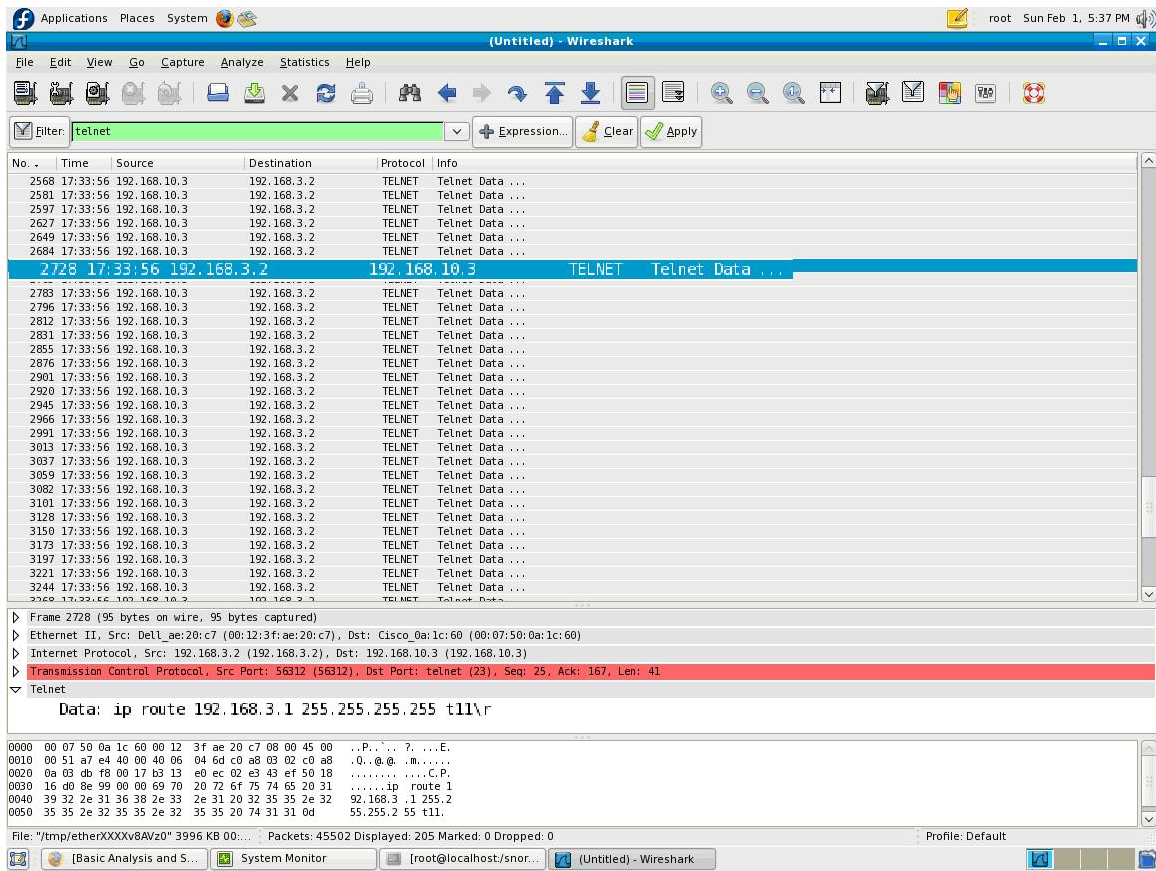 Applications Places System root Sun Feb 1, 5:37 PM
(Untitled) - Wireshark
File Edit View Go Capture Analyze Statistics Help
Filter: telnet Expression... Clear Apply
No. . Time Source Destination Protocol Info
2568 17:33:56 192.168.10.3 192.168.3.2 TELNET Telnet Data ...
2581 17:33:56 192.168.10.3 192.168.3.2 TELNET Telnet Data ...
2597 17:33:56 192.168.10.3 192.168.3.2 TELNET Telnet Data ...
2627 17:33:56 192.168.10.3 192.168.3.2 TELNET Telnet Data ...
2649 17:33:56 192.168.10.3 192.168.3.2 TELNET Telnet Data ...
2684 17:33:56 192.168.10.3 192.168.3.2 TELNET Telnet Data ...
2728 17:33:56 192.168.3.2 192.168.10.3 TELNET Telnet Data ...
2783 17:33:56 192.168.10.3 192.168.3.2 TELNET Telnet Data ...
2796 17:33:56 192.168.10.3 192.168.3.2 TELNET Telnet Data ...
2812 17:33:56 192.168.10.3 192.168.3.2 TELNET Telnet Data ...
2831 17:33:56 192.168.10.3 192.168.3.2 TELNET Telnet Data ...
2855 17:33:56 192.168.10.3 192.168.3.2 TELNET Telnet Data ...
2876 17:33:56 192.168.10.3 192.168.3.2 TELNET Telnet Data ...
2901 17:33:56 192.168.10.3 192.168.3.2 TELNET Telnet Data ...
2920 17:33:56 192.168.10.3 192.168.3.2 TELNET Telnet Data ...
2945 17:33:56 192.168.10.3 192.168.3.2 TELNET Telnet Data ...
2966 17:33:56 192.168.10.3 192.168.3.2 TELNET Telnet Data ...
2991 17:33:56 192.168.10.3 192.168.3.2 TELNET Telnet Data ...
3013 17:33:56 192.168.10.3 192.168.3.2 TELNET Telnet Data ...
3037 17:33:56 192.168.10.3 192.168.3.2 TELNET Telnet Data ...
3059 17:33:56 192.168.10.3 192.168.3.2 TELNET Telnet Data ...
3082 17:33:56 192.168.10.3 192.168.3.2 TELNET Telnet Data ...
3101 17:33:56 192.168.10.3 192.168.3.2 TELNET Telnet Data ...
3128 17:33:56 192.168.10.3 192.168.3.2 TELNET Telnet Data ...
3150 17:33:56 192.168.10.3 192.168.3.2 TELNET Telnet Data ...
3173 17:33:56 192.168.10.3 192.168.3.2 TELNET Telnet Data ...
3197 17:33:56 192.168.10.3 192.168.3.2 TELNET Telnet Data ...
3221 17:33:56 192.168.10.3 192.168.3.2 TELNET Telnet Data ...
3244 17:33:56 192.168.10.3 192.168.3.2 TELNET Telnet Data ...
Frame 2728 (95 bytes on wire, 95 bytes captured)
Ethernet II, Src: Dell_ae:20:c7 (00:12:3f:ae:20:c7), Dst: Cisco_0a:1c:60 (00:07:50:0a:1c:60)
Internet Protocol, Src: 192.168.3.2 (192.168.3.2), Dst: 192.168.10.3 (192.168.10.3)
Transmission Control Protocol, Src Port: 56312 (56312), Dst Port: telnet (23), Seq: 25, Ack: 167, Len: 41
Telnet
Data: ip route 192.168.3.1 255.255.255.255 t11\r
0000 00 07 50 0a 1c 60 00 12 3f ae 20 c7 08 00 45 00 ..P..`.. ?. ...E.
0010 00 51 a7 e4 40 00 40 06 04 6d c0 a8 03 02 c0 a8 .Q..@.@. .m......
0020 0a 03 db f8 00 17 b3 13 e0 ec 02 e3 43 ef 50 18 ........ ....C.P.
0030 16 d0 8e 99 00 00 69 70 20 72 6f 75 74 65 20 31 ......ip route 1
0040 39 32 2e 31 36 38 2e 33 2e 31 20 32 35 35 2e 32 92.168.3 .1 255.2
0050 35 35 2e 32 35 35 2e 32 35 35 20 74 31 31 0d 55.255.2 55 t11.
File: "/tmp/etherXXXXv8AVz0" 3996 KB 00:... Packets: 45502 Displayed: 205 Marked: 0 Dropped: 0 Profile: Default
[Basic Analysis and S... System Monitor [root@localhost:/snor... (Untitled) - Wireshark